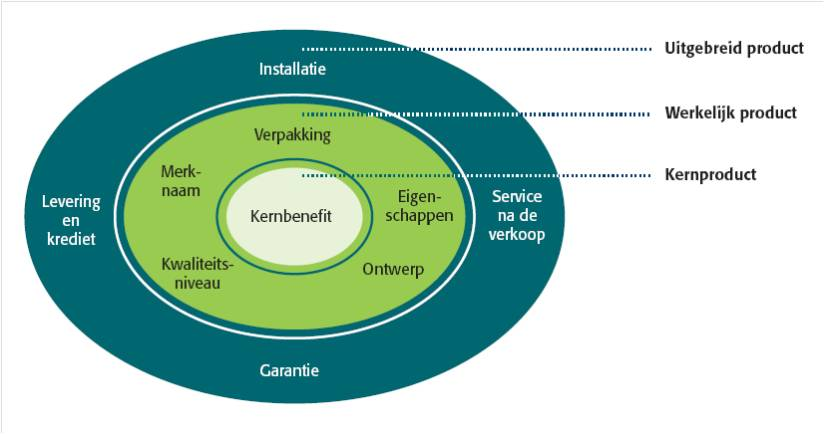 Uitgebreid product
Installatie
Werkelijk product
Verpakking
Merk-
naam
Kernproduct
Levering
en
krediet
Kernbenefit
Eigen-
schappen
Service
na de
verkoop
Kwaliteits-
niveau
Ontwerp
Garantie